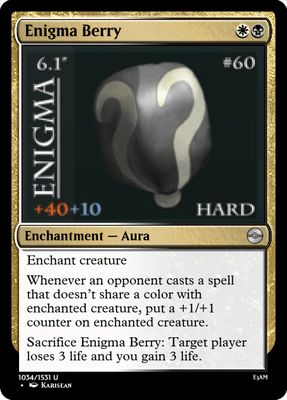 Enigma Berry
6.1"
#60
ENIGMA
+40+10
HARD
Enchantment — Aura
Enchant creature
Whenever an opponent casts a spell
that doesn't share a color with
enchanted creature, put a +1/+1
counter on enchanted creature.
Sacrifice Enigma Berry: Target player
loses 3 life and you gain 3 life.
1034/1531 U
• Karisean
E3AM